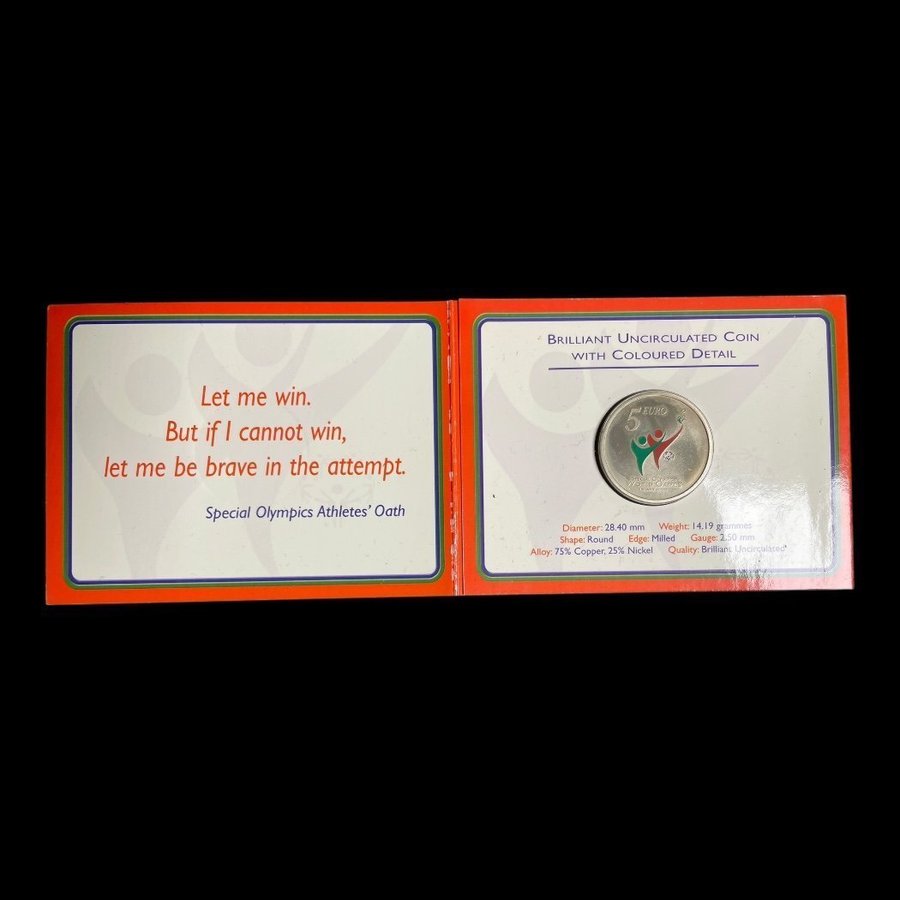 Let me win.
But if I cannot win,
let me be brave in the attempt.
Special Olympics Athletes' Oath
BRILLIANT UNCIRCULATED COIN
WITH COLOURED DETAIL
5 EURO
Diameter: 28.40 mm Weight: 14.19 grammes
Shape: Round Edge: Milled Gauge: 2.50 mm
Alloy: 75% Copper, 25% Nickel Quality: Brilliant Uncirculated